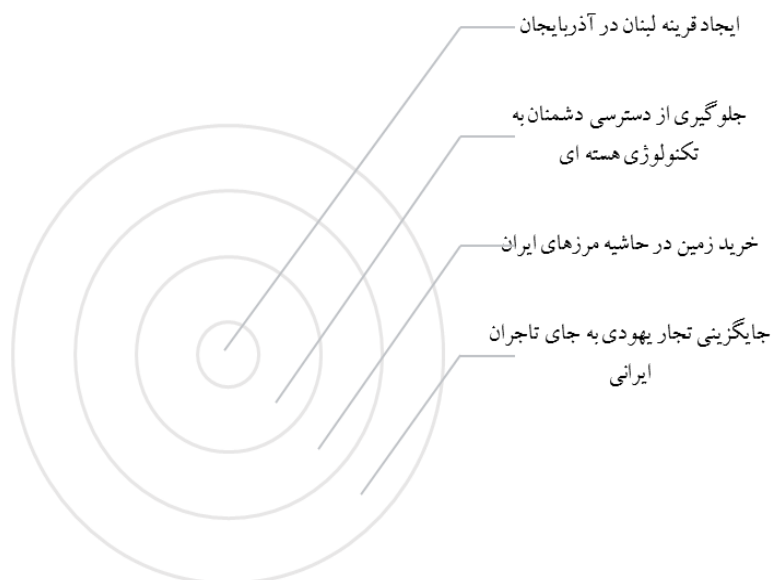 ایجاد قرینه لبنان در آذربایجان
جلوگیری از دسترسی دشمنان به
تکنولوژی هسته ای
خرید زمین در حاشیه مرزهای ایران
جایگزینی تجار یهودی به جای تاجران
ایرانی